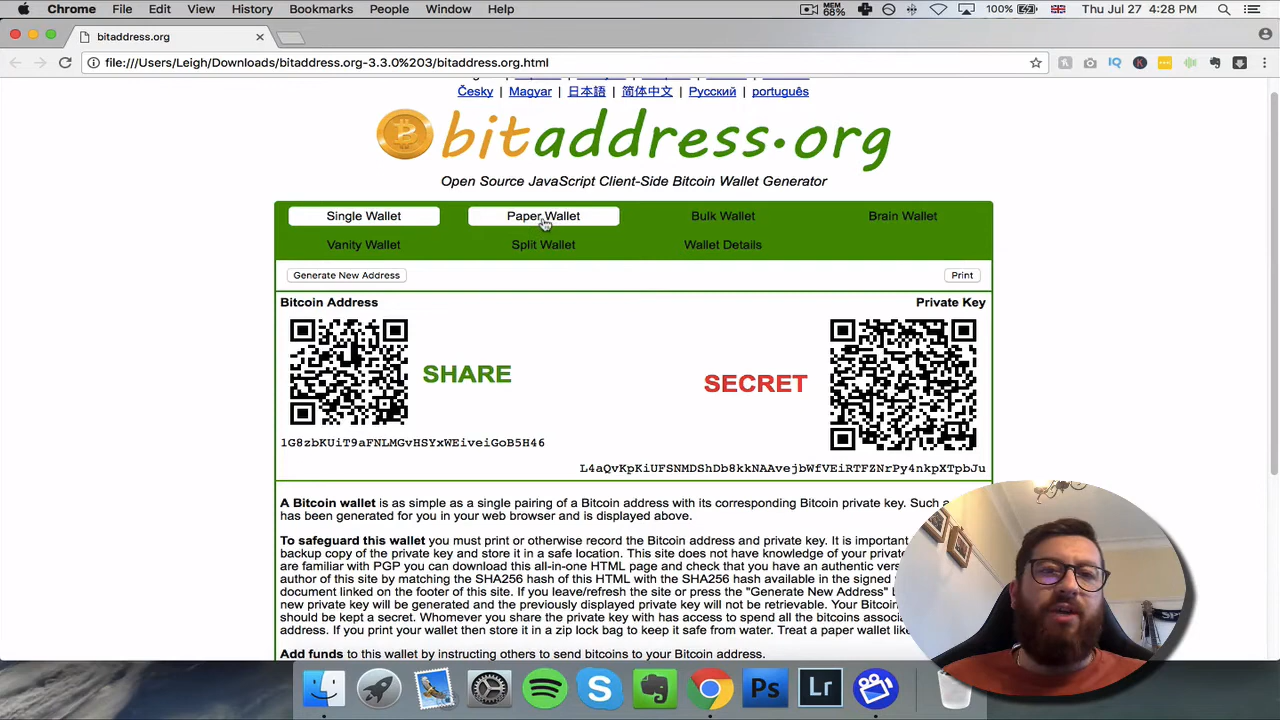 Chrome File Edit View History Bookmarks People Window Help MEM 68% 100% Thu Jul 27 4:28 PM
bitaddress.org
file:///Users/Leigh/Downloads/bitaddress.org-3.3.0%203/bitaddress.org.html
Česky | Magyar | 日本語 | 简体中文 | Русский | português
bitaddress.org
Open Source JavaScript Client-Side Bitcoin Wallet Generator
Single Wallet Paper Wallet Bulk Wallet Brain Wallet
Vanity Wallet Split Wallet Wallet Details
Generate New Address Print
Bitcoin Address Private Key
SHARE
SECRET
1G8zbKUiT9aFNLMGvHSYxWEiveiGoB5H46
L4aQvKpKiUFSNMDShDb8kkNAAvejbWfVEiRTFZNrPy4nkpXTpbJu
A Bitcoin wallet is as simple as a single pairing of a Bitcoin address with its corresponding Bitcoin private key. Such a
has been generated for you in your web browser and is displayed above.
To safeguard this wallet you must print or otherwise record the Bitcoin address and private key. It is important
backup copy of the private key and store it in a safe location. This site does not have knowledge of your private
are familiar with PGP you can download this all-in-one HTML page and check that you have an authentic
author of this site by matching the SHA256 hash of this HTML with the SHA256 hash available in the signed
document linked on the footer of this site. If you leave/refresh the site or press the "Generate New Address"
new private key will be generated and the previously displayed private key will not be retrievable. Your Bitcoin
should be kept a secret. Whomever you share the private key with has access to spend all the bitcoins
address. If you print your wallet then store it in a zip lock bag to keep it safe from water. Treat a paper wallet
Add funds to this wallet by instructing others to send bitcoins to your Bitcoin address.
Ps Lr